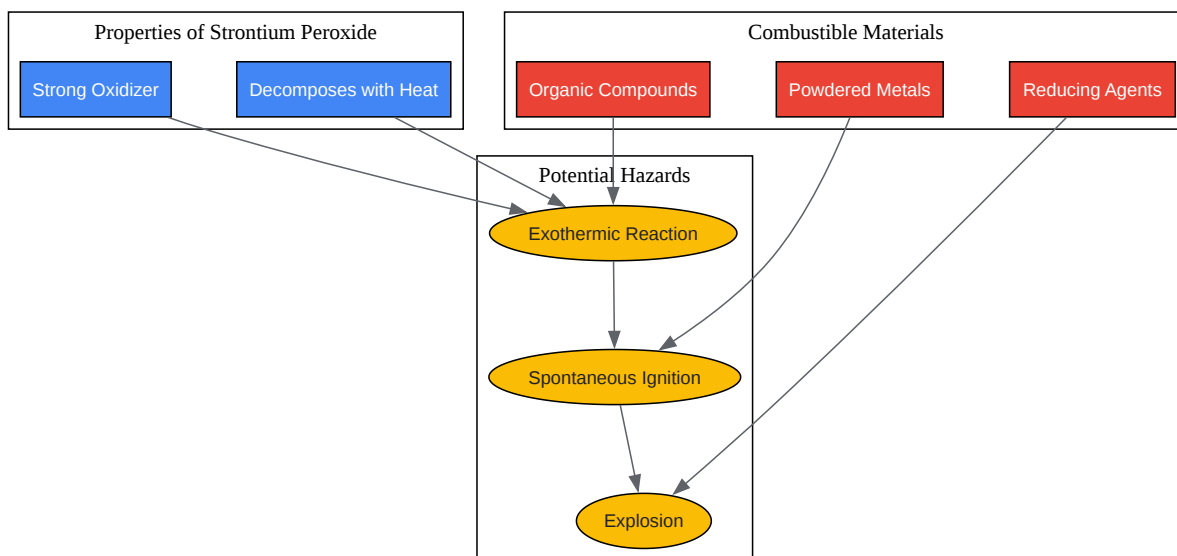 Properties of Strontium Peroxide
Combustible Materials
Strong Oxidizer
Decomposes with Heat
Organic Compounds
Powdered Metals
Reducing Agents
Potential Hazards
Exothermic Reaction
Spontaneous Ignition
Explosion